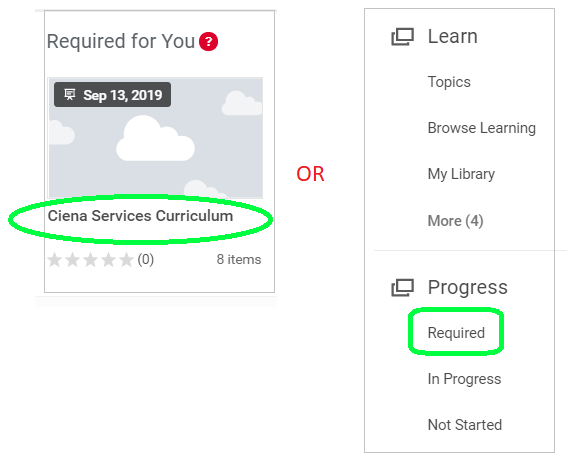 Required for You ?
Sep 13, 2019
Ciena Services Curriculum
(0) 8 items
OR
Learn
Topics
Browse Learning
My Library
More (4)
Progress
Required
In Progress
Not Started